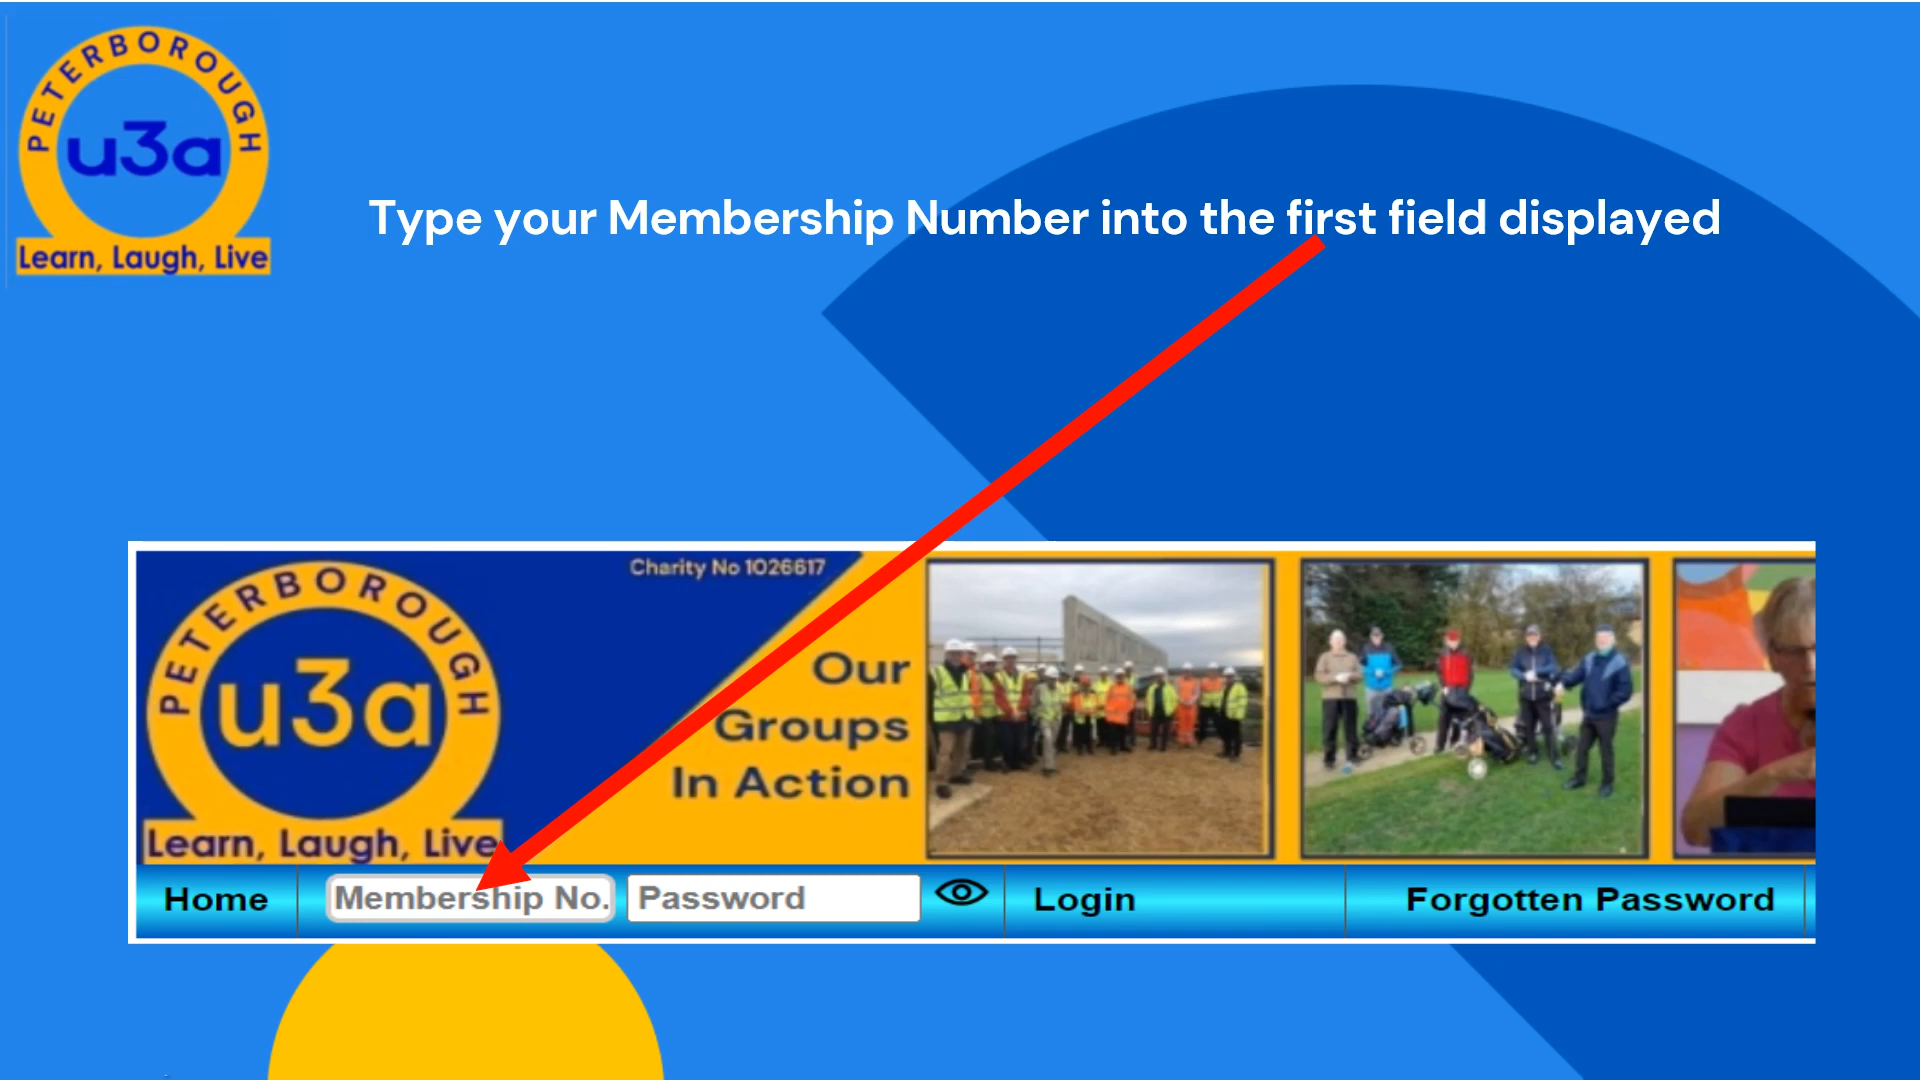 PETERBOROUGH
u3a
Learn, Laugh, Live
Type your Membership Number into the first field displayed
Charity No 1026617
PETERBOROUGH
u3a
Learn, Laugh, Live
Our
Groups
In Action
Home
Membership No.
Password
Login
Forgotten Password